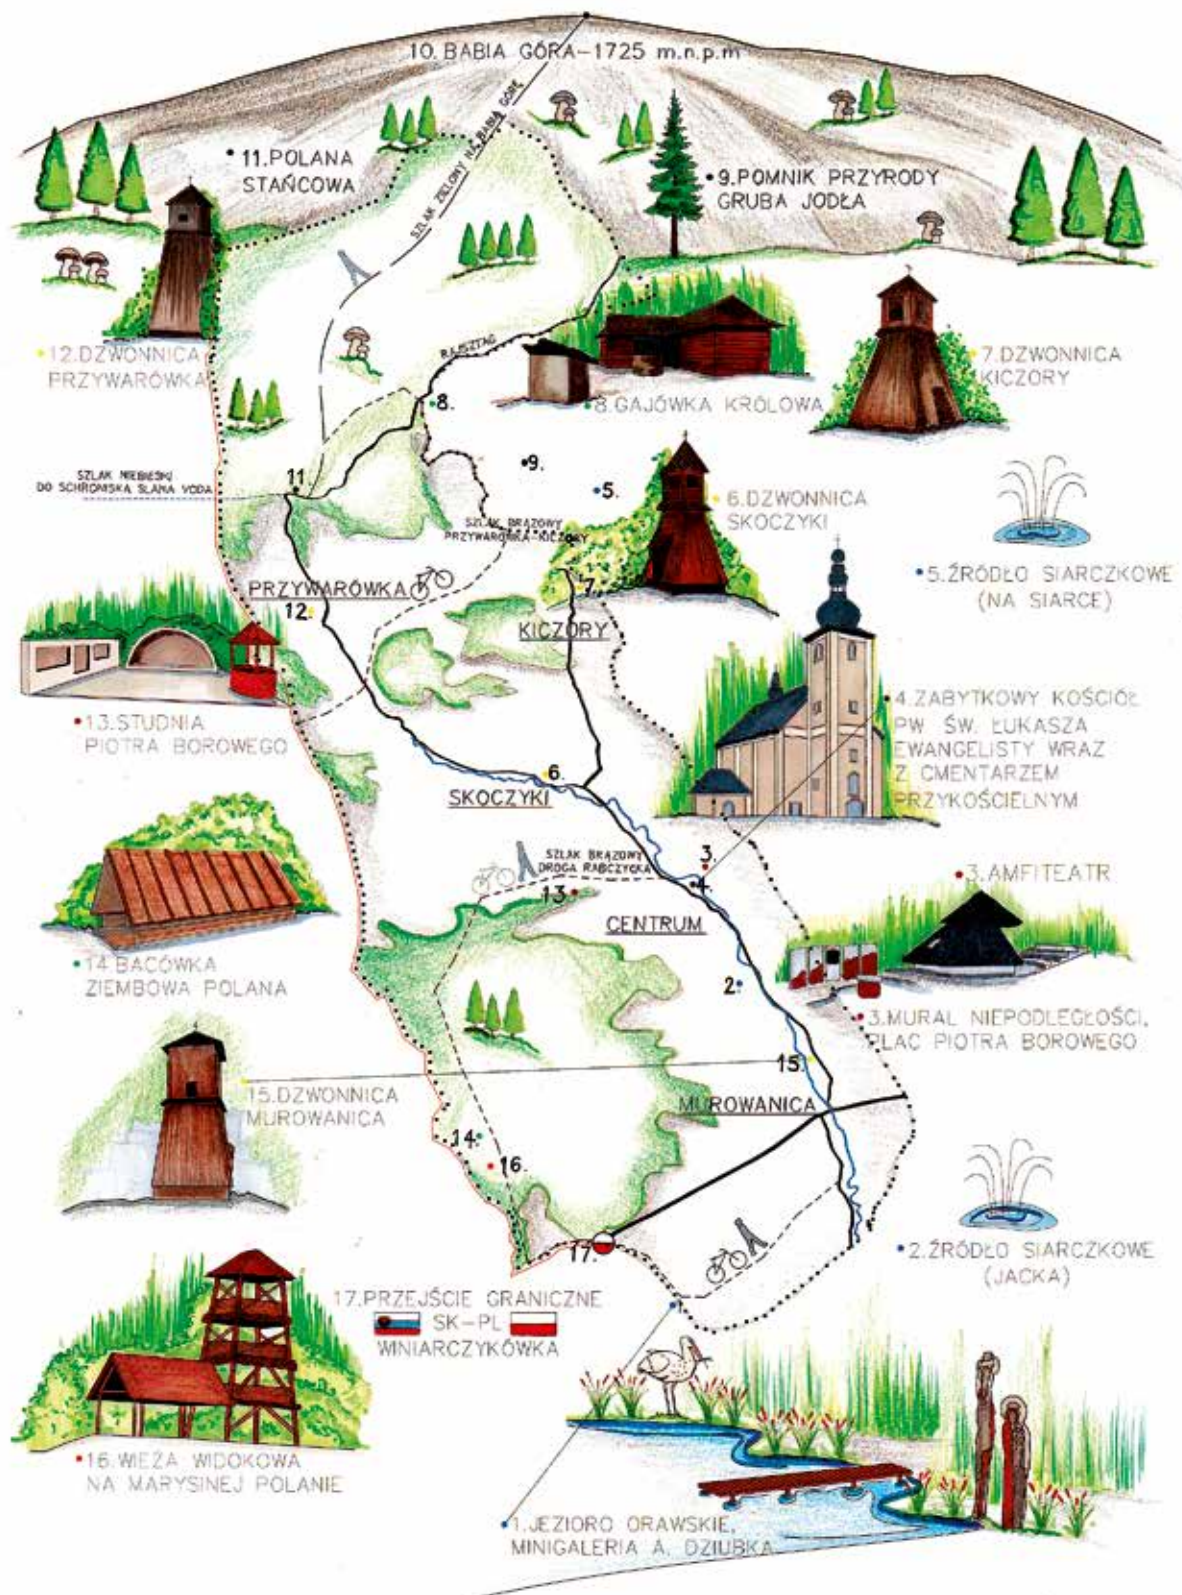 10. BABIA GÓRA-1725 m.n.p.m
SZLAK ZIELONY NA BABIĄ GÓRĘ
11. POLANA
STAŃCOWA
9. POMNIK PRZYRODY
GRUBA JODŁA
12. DZWONNICA
PRZYWARÓWKA
RAJSZTAG
7. DZWONNICA
KICZORY
8. GAJÓWKA KRÓLOWA
8.
9.
5.
11
SZLAK NIEBIESKI
DO SCHRONISKA SLANA VODA
6. DZWONNICA
SKOCZYKI
SZLAK BRĄZOWY
PRZYWARÓWKA-KICZORY
5. ŹRÓDŁO SIARCZKOWE
(NA SIARCE)
PRZYWARÓWKA
12.
7.
KICZORY
13. STUDNIA
PIOTRA BOROWEGO
4. ZABYTKOWY KOŚCIÓŁ
PW ŚW. ŁUKASZA
EWANGELISTY WRAZ
Z CMENTARZEM
PRZYKOŚCIELNYM
6.
SKOCZYKI
SZLAK BRĄZOWY
DROGA RABCZYCKA
3.
4.
13
3. AMFITEATR
CENTRUM
14. BACÓWKA
ZIEMBOWA POLANA
2.
3. MURAL NIEPODLEGŁOŚCI,
PLAC PIOTRA BOROWEGO
15.
15. DZWONNICA
MUROWANICA
MUROWANICA
14.
16.
17.
2. ŹRÓDŁO SIARCZKOWE
(JACKA)
17. PRZEJŚCIE GRANICZNE
SK-PL
WINIARCZYKÓWKA
16. WIEŻA WIDOKOWA
NA MARYSINEJ POLANIE
1. JEZIORO ORAWSKIE,
MINIGALERIA A. DZIUBKA